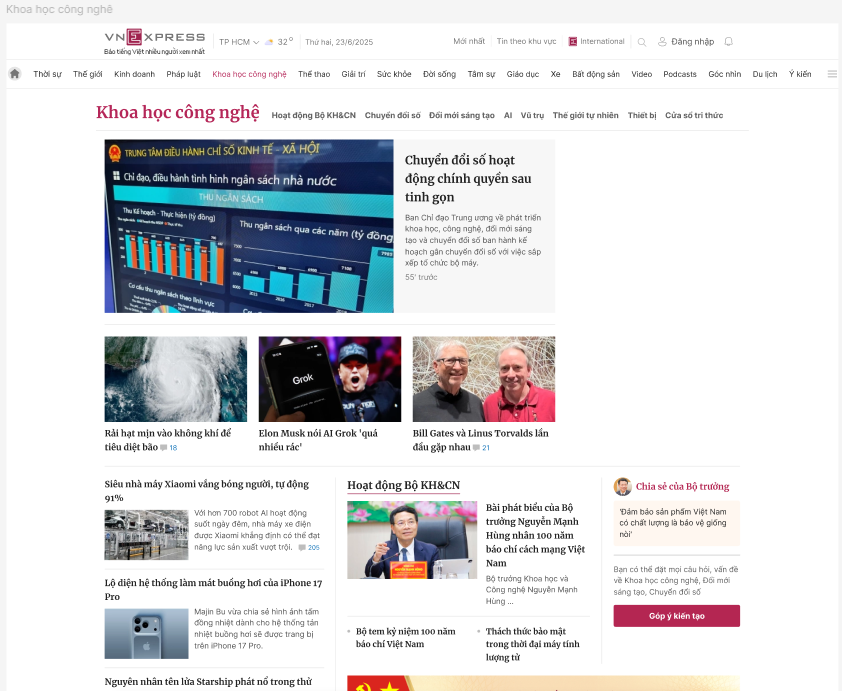 Khoa học công nghệ
VNEXPRESS
Báo tiếng Việt nhiều người xem nhất
TP HCM
32°
Thứ hai, 23/6/2025
Mới nhất
Tin theo khu vực
International
Đăng nhập
Thời sự Thế giới Kinh doanh Pháp luật Khoa học công nghệ Thể thao Giải trí Sức khỏe Đời sống Tâm sự Giáo dục Xe Bất động sản Video Podcasts Góc nhìn Du lịch Ý kiến
Khoa học công nghệ
Hoạt động Bộ KH&CN Chuyển đổi số Đổi mới sáng tạo AI Vũ trụ Thế giới tự nhiên Thiết bị Cửa sổ tri thức
TRUNG TÂM ĐIỀU HÀNH CHỈ SỐ KINH TẾ - XÃ HỘI
Chỉ đạo, điều hành tình hình ngân sách nhà nước
THU NGÂN SÁCH
Thu Kế hoạch - Thực hiện (tỷ đồng)
Thu ngân sách qua các năm (tỷ đồng)
Cơ cấu thu ngân sách theo lĩnh vực
Chuyển đổi số hoạt
động chính quyền sau
tinh gọn
Ban Chỉ đạo Trung ương về phát triển
khoa học, công nghệ, đổi mới sáng
tạo và chuyển đổi số ban hành kế
hoạch gắn chuyển đổi số với việc sắp
xếp tổ chức bộ máy.
55' trước
Grok
Rải hạt mịn vào không khí để
tiêu diệt bão 18
Elon Musk nói AI Grok 'quá
nhiều rác'
Bill Gates và Linus Torvalds lần
đầu gặp nhau 21
Siêu nhà máy Xiaomi vắng bóng người, tự động
91%
Với hơn 700 robot AI hoạt động
suốt ngày đêm, nhà máy xe điện
được Xiaomi khẳng định có thể đạt
năng lực sản xuất vượt trội. 205
Lộ diện hệ thống làm mát buồng hơi của iPhone 17
Pro
Majin Bu vừa chia sẻ hình ảnh tấm
đồng nhiệt dành cho hệ thống tản
nhiệt buồng hơi sẽ được trang bị
trên iPhone 17 Pro.
Nguyên nhân tên lửa Starship phát nổ trong thử
Hoạt động Bộ KH&CN
Bài phát biểu của Bộ
trưởng Nguyễn Mạnh
Hùng nhân 100 năm
báo chí cách mạng Việt
Nam
Bộ trưởng Khoa học và
Công nghệ Nguyễn Mạnh
Hùng ...
Bộ tem kỷ niệm 100 năm
báo chí Việt Nam
Thách thức bảo mật
trong thời đại máy tính
lượng tử
Chia sẻ của Bộ trưởng
'Đảm bảo sản phẩm Việt Nam
có chất lượng là bảo vệ giống
nòi'
Bạn có thể đặt mọi câu hỏi, vấn đề
về Khoa học công nghệ, Đổi mới
sáng tạo, Chuyển đổi số
Góp ý kiến tạo